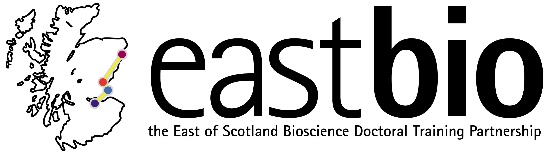 eastbio
the East of Scotland Bioscience Doctoral Training Partnership